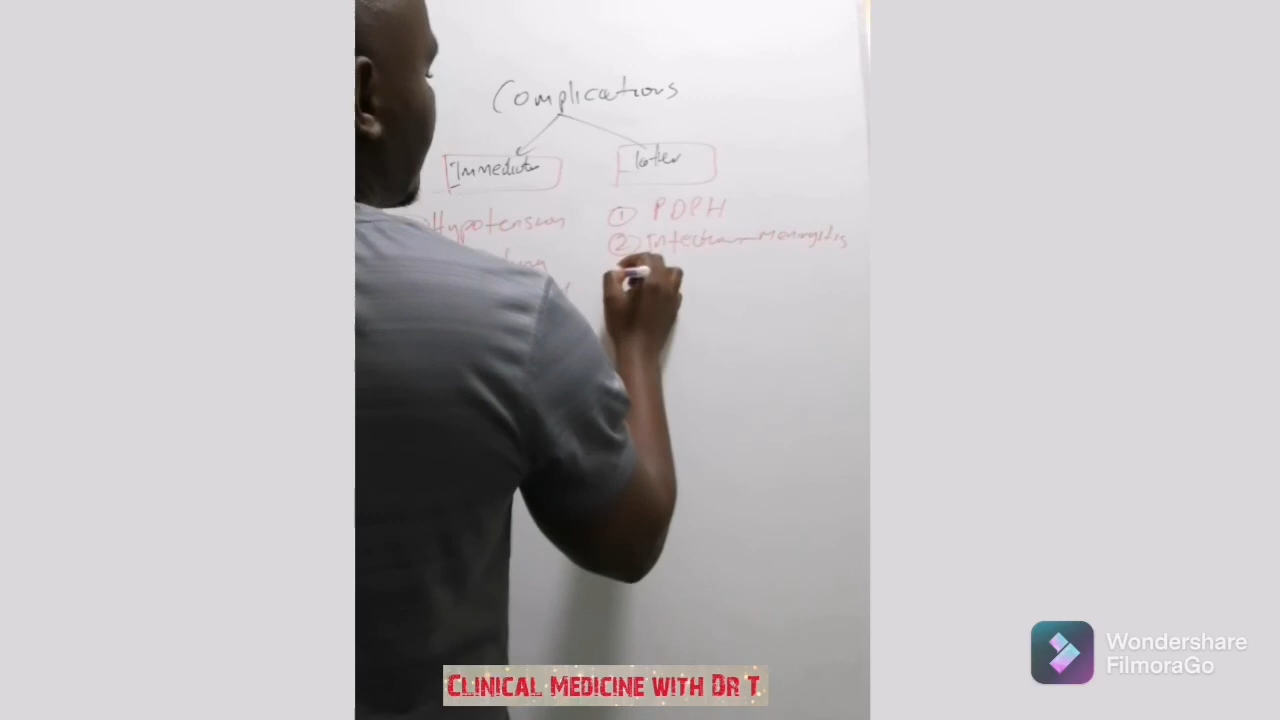 Complications
Immediate
later
Hypotension
① PDPH
② Infection – Meningitis
Wondershare
FilmoraGo
CLINICAL MEDICINE WITH DR T